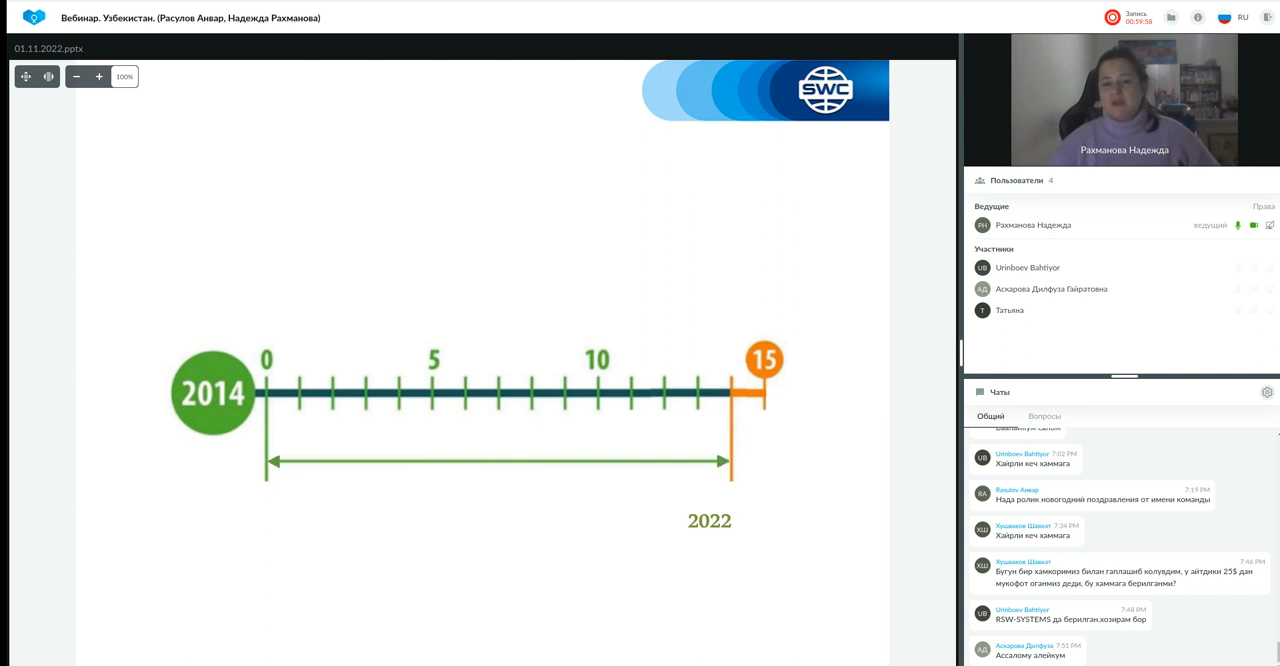 Вебинар. Узбекистан. (Расулов Анвар, Надежда Рахманова)
Запись
00:59:58
RU
01.11.2022.pptx
100%
SWC
2014
0
5
10
15
2022
Рахманова Надежда
Пользователи 4
Ведущие
Права
РН
Рахманова Надежда
ведущий
Участники
UB
Urinboev Bahtiyor
АД
Аскарова Дилфуза Гайратовна
Т
Татьяна
Чаты
Общий
Вопросы
UB
Urinboev Bahtiyor 7:02 PM
Хайрли кеч хаммага
RA
Rasulov Анвар 7:19 PM
Нада ролик новогодний поздравления от имени команды
ХШ
Хушваков Шавкат 7:34 PM
Хайрли кеч хаммага
ХШ
Хушваков Шавкат 7:46 PM
Бугун бир хамкоримиз билан гаплашиб колувдим, у айтдики 25$ дан
мукофот оганмиз деди, бу хаммага берилганми?
UB
Urinboev Bahtiyor 7:48 PM
RSW-SYSTEMS да берилган.хозирам бор
АД
Аскарова Дилфуза 7:51 PM
Ассалому алейкум